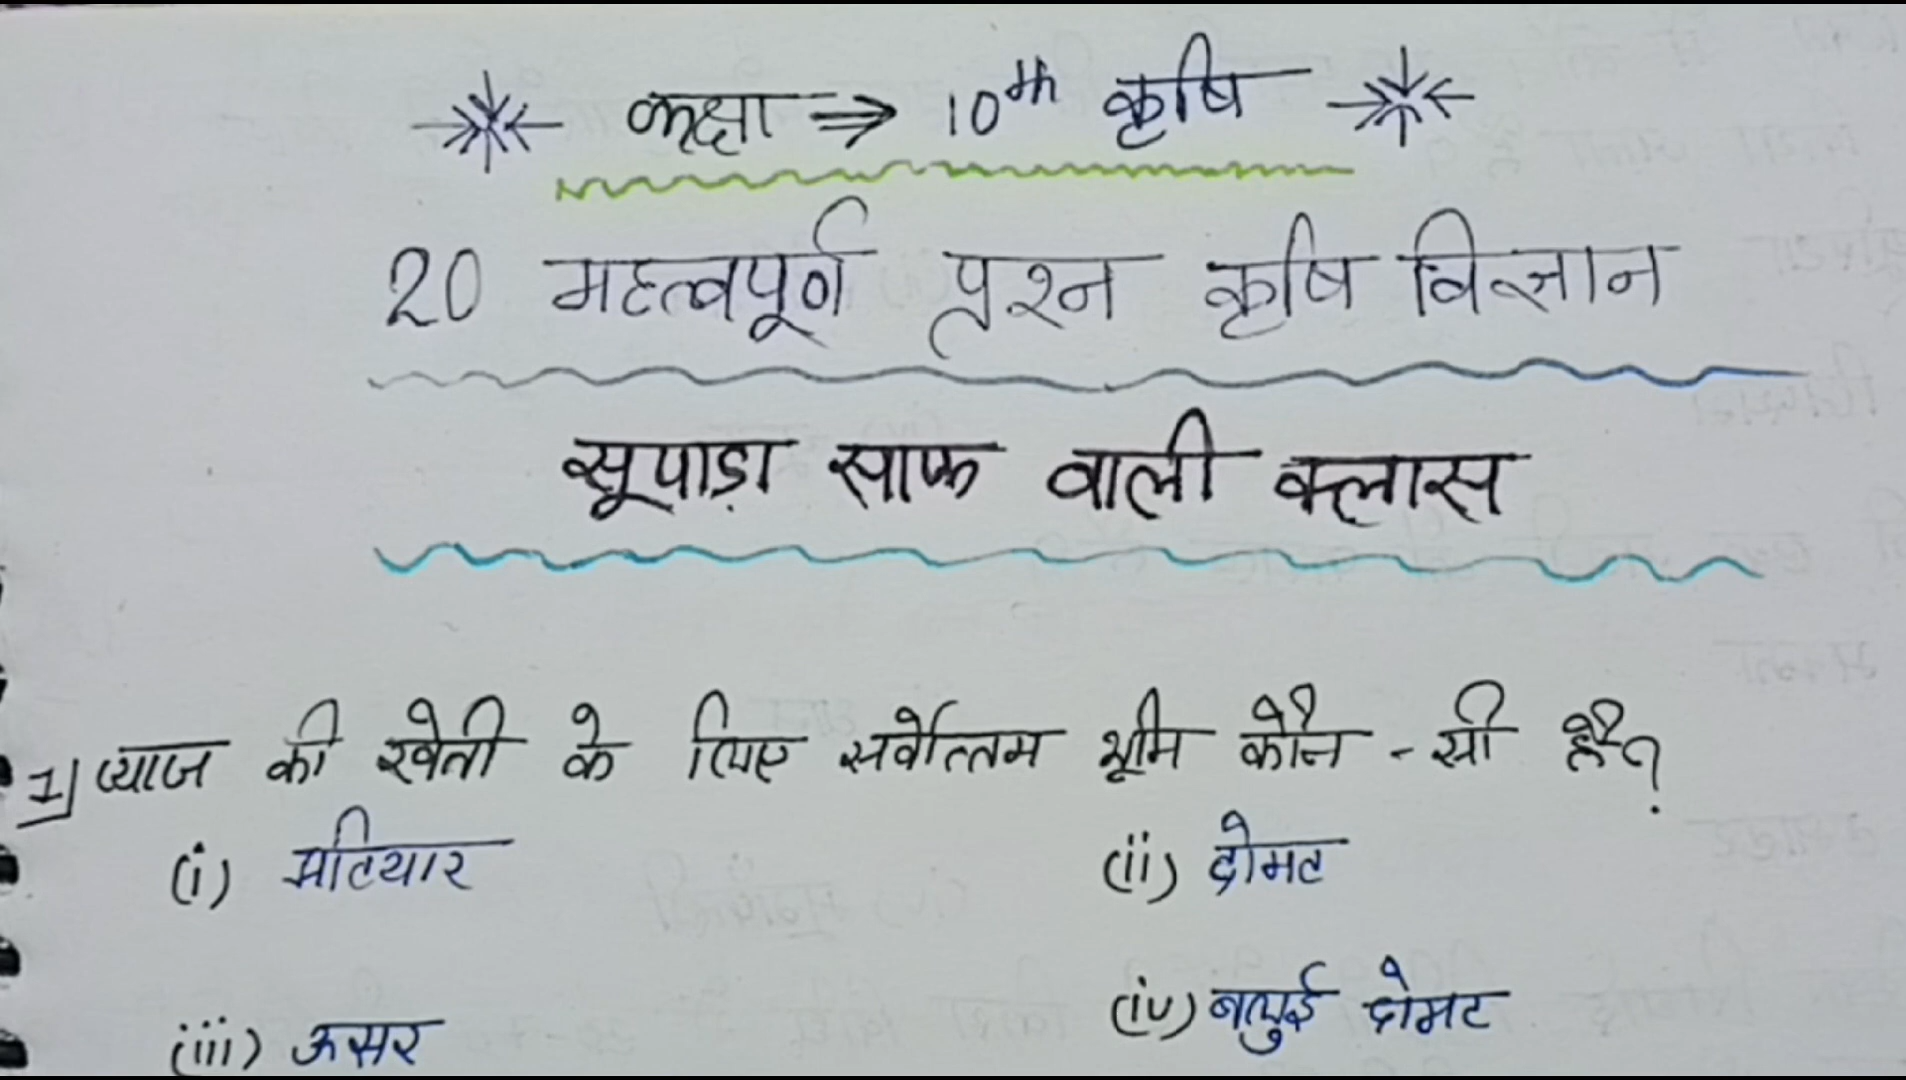 कक्षा ⇒ 10th कृषि
20 महत्वपूर्ण प्रश्न कृषि विज्ञान
सूपाड़ा साफ वाली क्लास
1) प्याज की खेती के लिए सर्वोत्तम भूमि कौन - सी है?
(i) मटियार (ii) दोमट
(iii) ऊसर (iv) बलुई दोमट